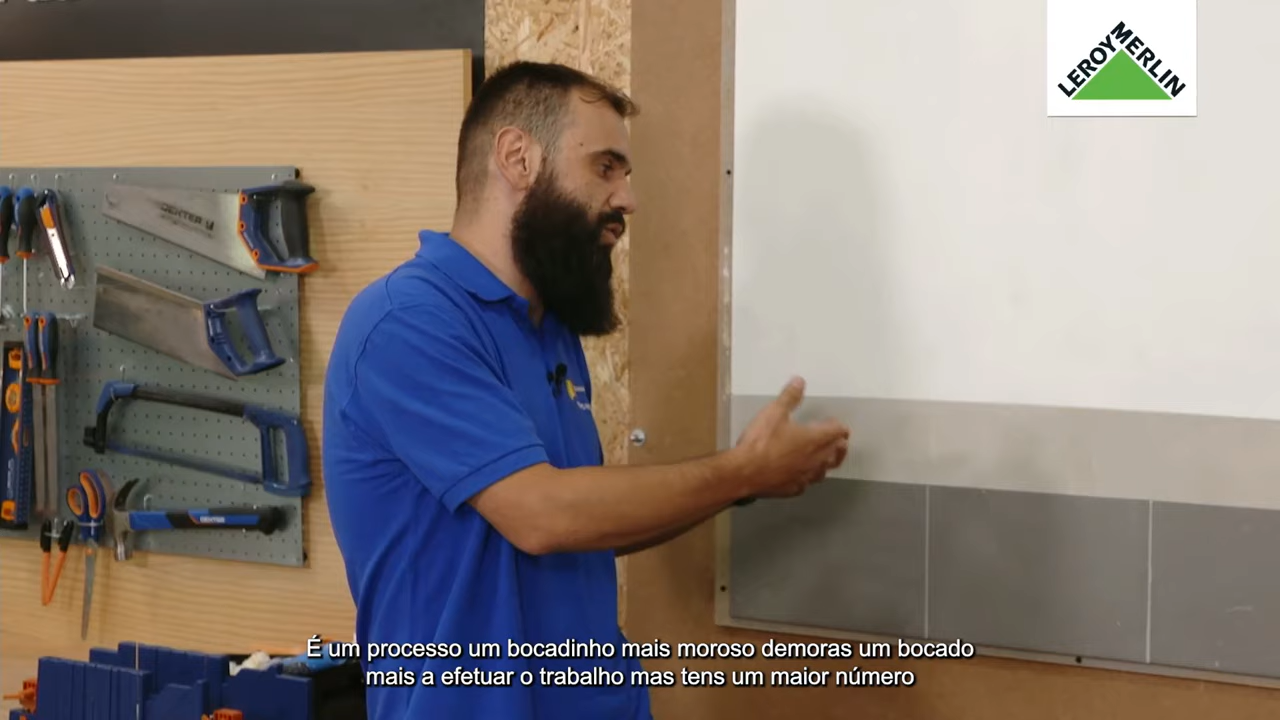 LEROY MERLIN
DEXTER
DEXTER
É um processo um bocadinho mais moroso demoras um bocado
mais a efetuar o trabalho mas tens um maior número